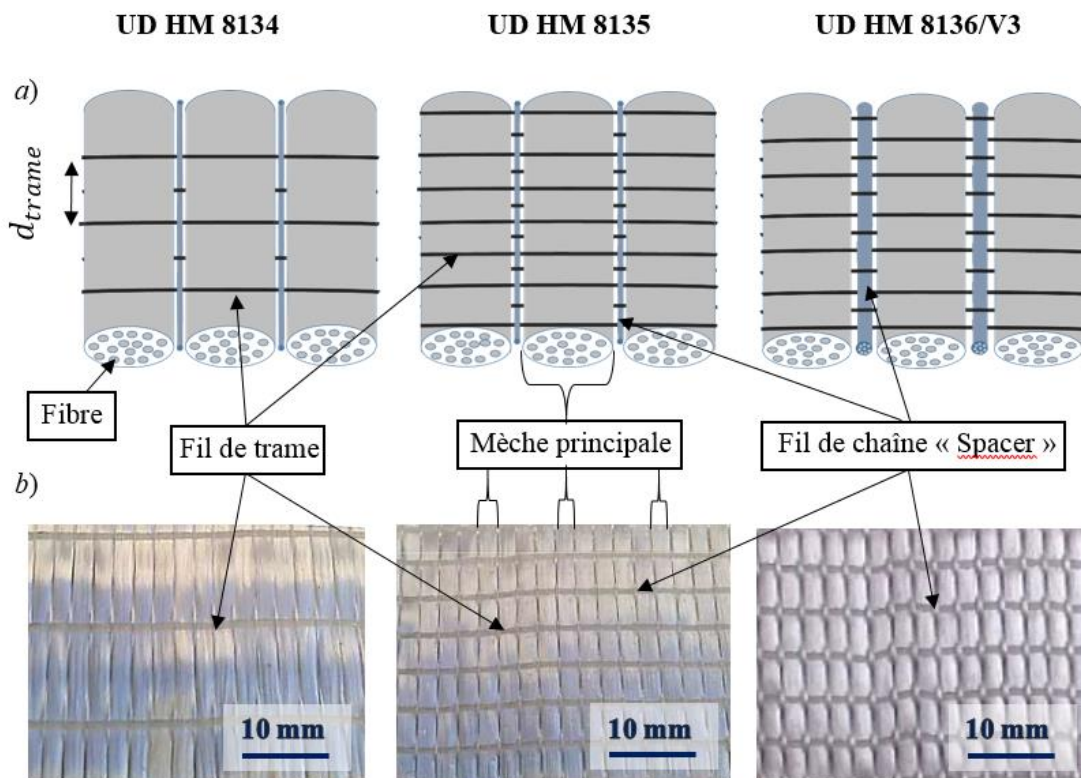 UD HM 8134
UD HM 8135
UD HM 8136/V3
a)
d_trame
Fibre
Fil de trame
Mèche principale
Fil de chaîne « Spacer »
b)
10 mm
10 mm
10 mm